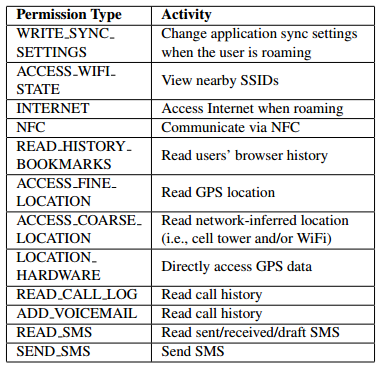 Permission Type Activity
WRITE_SYNC_ Change application sync settings
SETTINGS when the user is roaming
ACCESS_WIFI_
STATE View nearby SSIDs
INTERNET Access Internet when roaming
NFC Communicate via NFC
READ_HISTORY_
BOOKMARKS Read users' browser history
ACCESS_FINE_
LOCATION Read GPS location
ACCESS_COARSE_ Read network-inferred location
LOCATION (i.e., cell tower and/or WiFi)
LOCATION_
HARDWARE Directly access GPS data
READ_CALL_LOG Read call history
ADD_VOICEMAIL Read call history
READ_SMS Read sent/received/draft SMS
SEND_SMS Send SMS